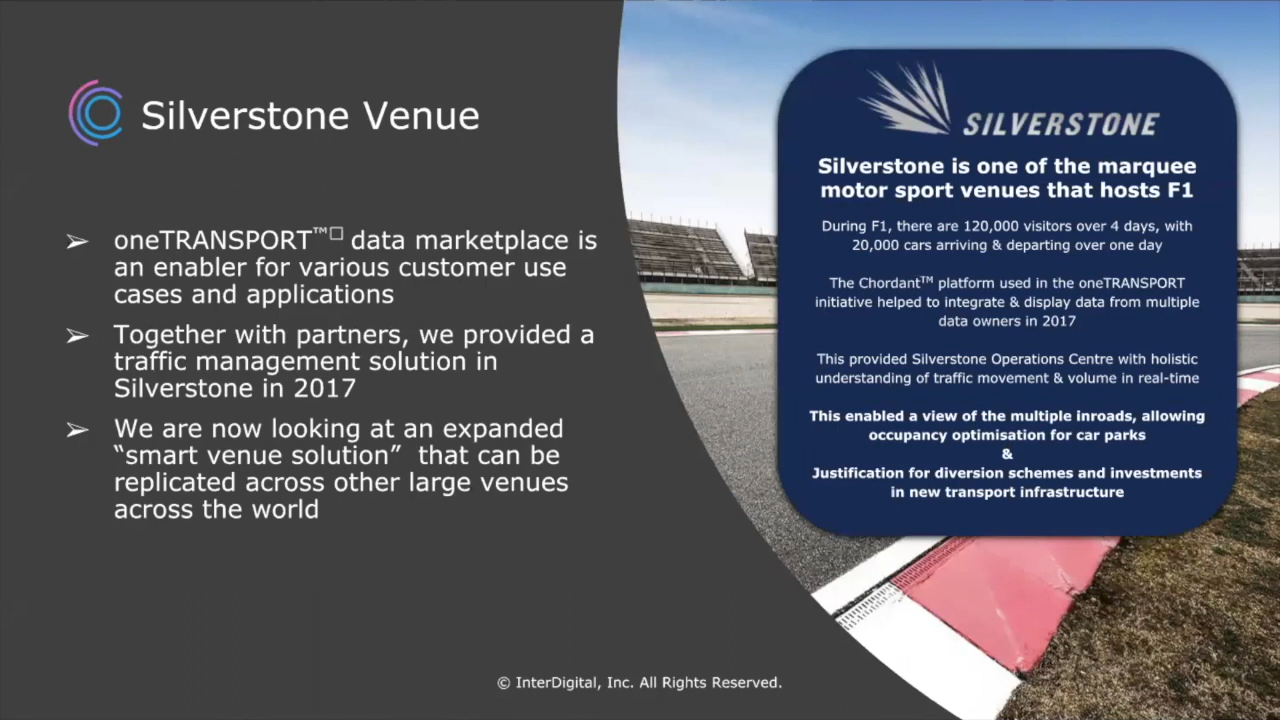 Silverstone Venue
➢ oneTRANSPORT™□ data marketplace is
an enabler for various customer use
cases and applications
➢ Together with partners, we provided a
traffic management solution in
Silverstone in 2017
➢ We are now looking at an expanded
“smart venue solution”  that can be
replicated across other large venues
across the world
SILVERSTONE
Silverstone is one of the marquee
motor sport venues that hosts F1
During F1, there are 120,000 visitors over 4 days, with
20,000 cars arriving & departing over one day
The Chordant™ platform used in the oneTRANSPORT
initiative helped to integrate & display data from multiple
data owners in 2017
This provided Silverstone Operations Centre with holistic
understanding of traffic movement & volume in real-time
This enabled a view of the multiple inroads, allowing
occupancy optimisation for car parks
&
Justification for diversion schemes and investments
in new transport infrastructure
© InterDigital, Inc. All Rights Reserved.